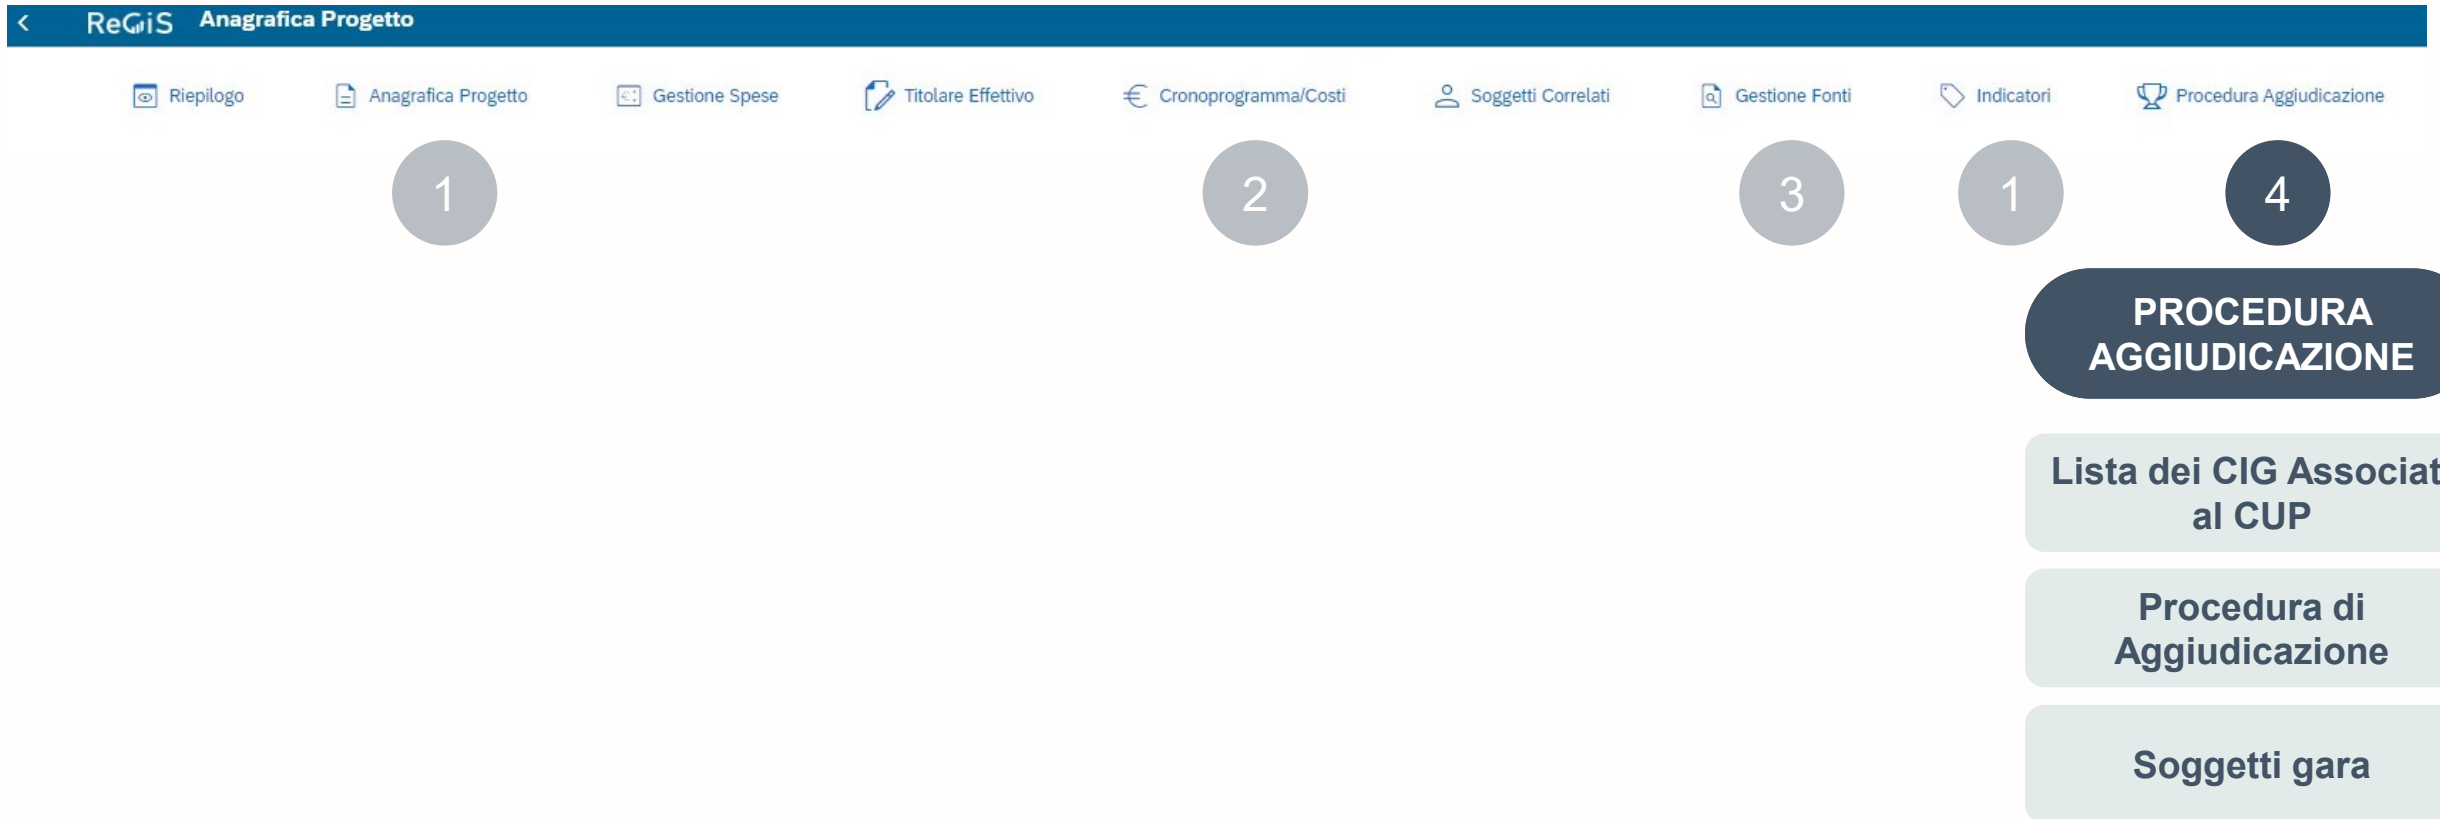 ReGiS Anagrafica Progetto
Riepilogo Anagrafica Progetto Gestione Spese Titolare Effettivo Cronoprogramma/Costi Soggetti Correlati Gestione Fonti Indicatori Procedura Aggiudicazione
1 2 3 1 4
PROCEDURA
AGGIUDICAZIONE
Lista dei CIG Associat
al CUP
Procedura di
Aggiudicazione
Soggetti gara